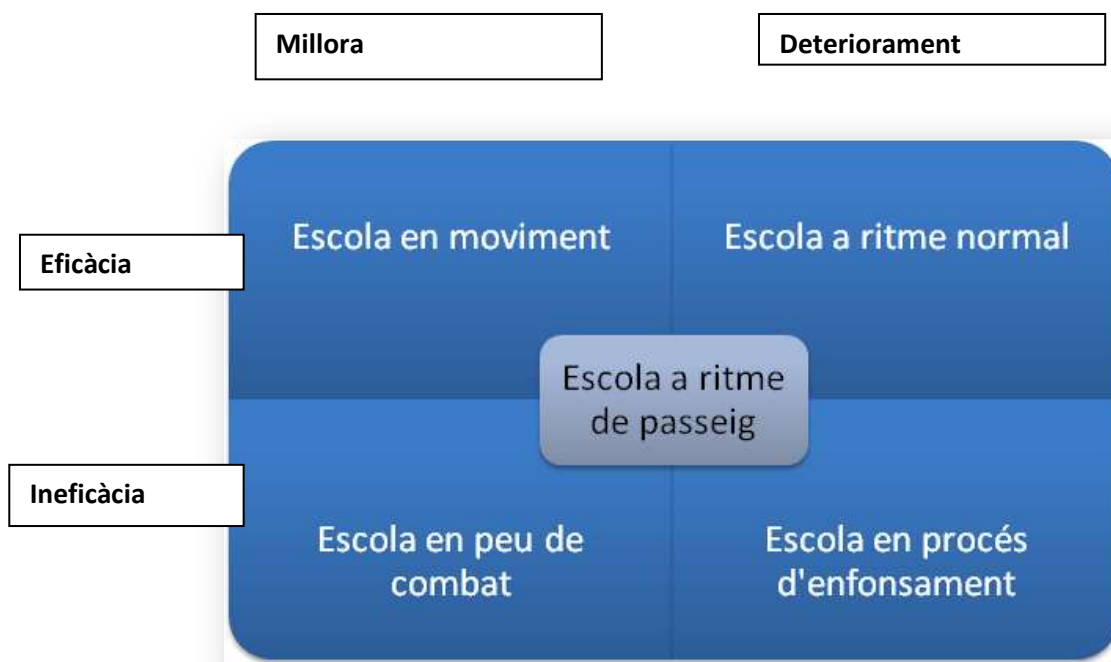 Millora
Deteriorament
Eficàcia
Escola en moviment
Escola a ritme normal
Escola a ritme
de passeig
Ineficàcia
Escola en peu de
combat
Escola en procés
d'enfonsament